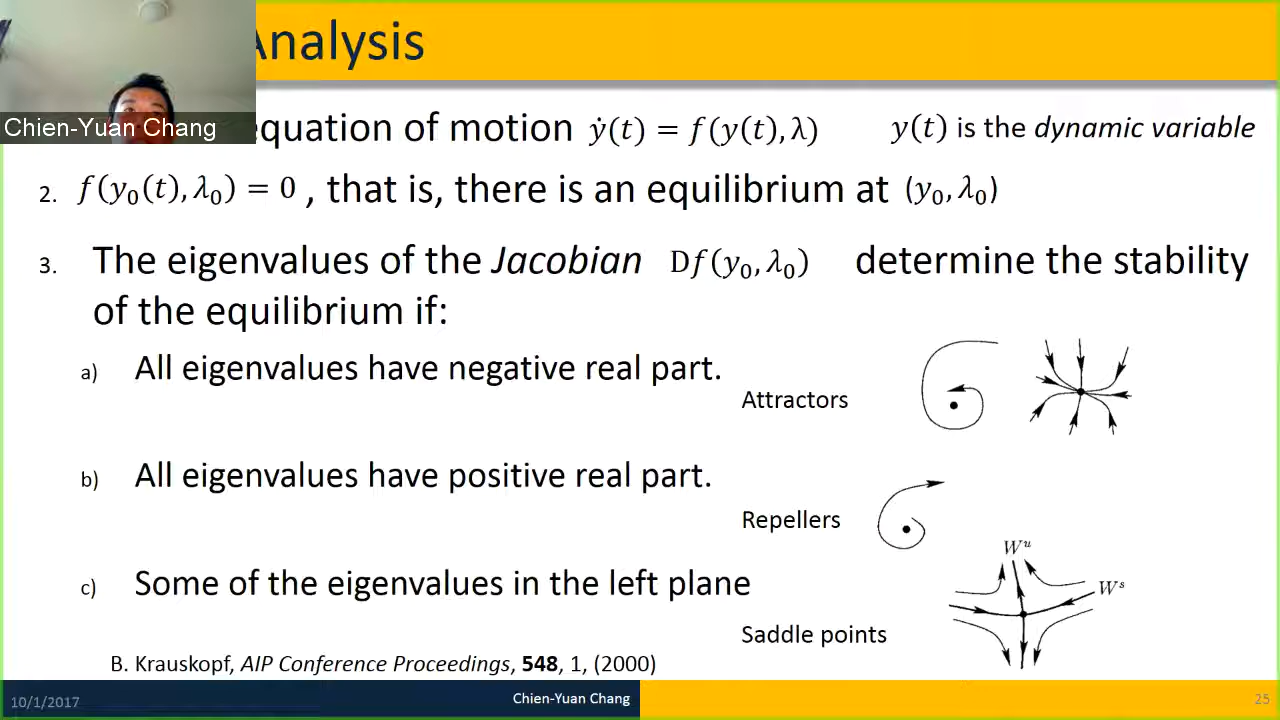 Analysis
Chien-Yuan Chang
equation of motion ẏ(t) = f(y(t), λ) y(t) is the dynamic variable
2. f(y₀(t), λ₀) = 0 , that is, there is an equilibrium at (y₀, λ₀)
3. The eigenvalues of the Jacobian Df(y₀, λ₀) determine the stability
of the equilibrium if:
a) All eigenvalues have negative real part.
Attractors
b) All eigenvalues have positive real part.
Repellers
Wᵘ
c) Some of the eigenvalues in the left plane
Wˢ
Saddle points
B. Krauskopf, AIP Conference Proceedings, 548, 1, (2000)
10/1/2017 Chien-Yuan Chang 25